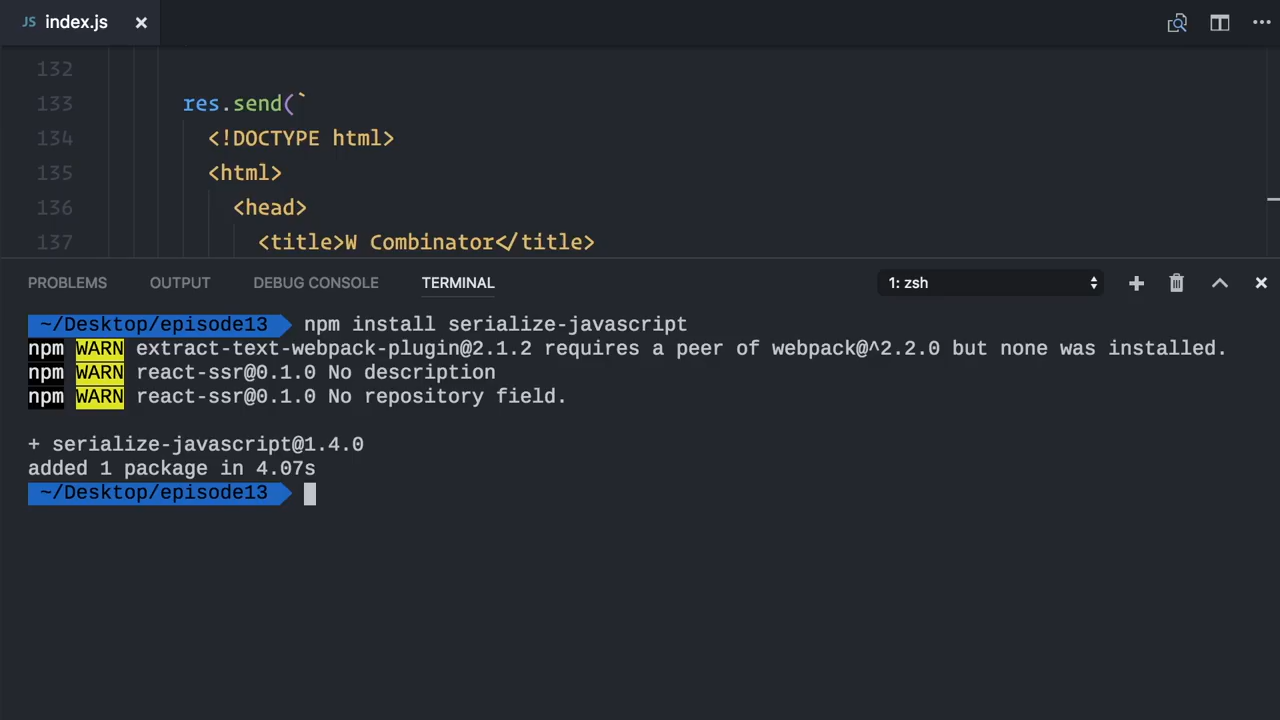 JS index.js
132
133 res.send(`
134 <!DOCTYPE html>
135 <html>
136 <head>
137 <title>W Combinator</title>
PROBLEMS OUTPUT DEBUG CONSOLE TERMINAL 1: zsh
~/Desktop/episode13 npm install serialize-javascript
npm WARN extract-text-webpack-plugin@2.1.2 requires a peer of webpack@^2.2.0 but none was installed.
npm WARN react-ssr@0.1.0 No description
npm WARN react-ssr@0.1.0 No repository field.
+ serialize-javascript@1.4.0
added 1 package in 4.07s
~/Desktop/episode13